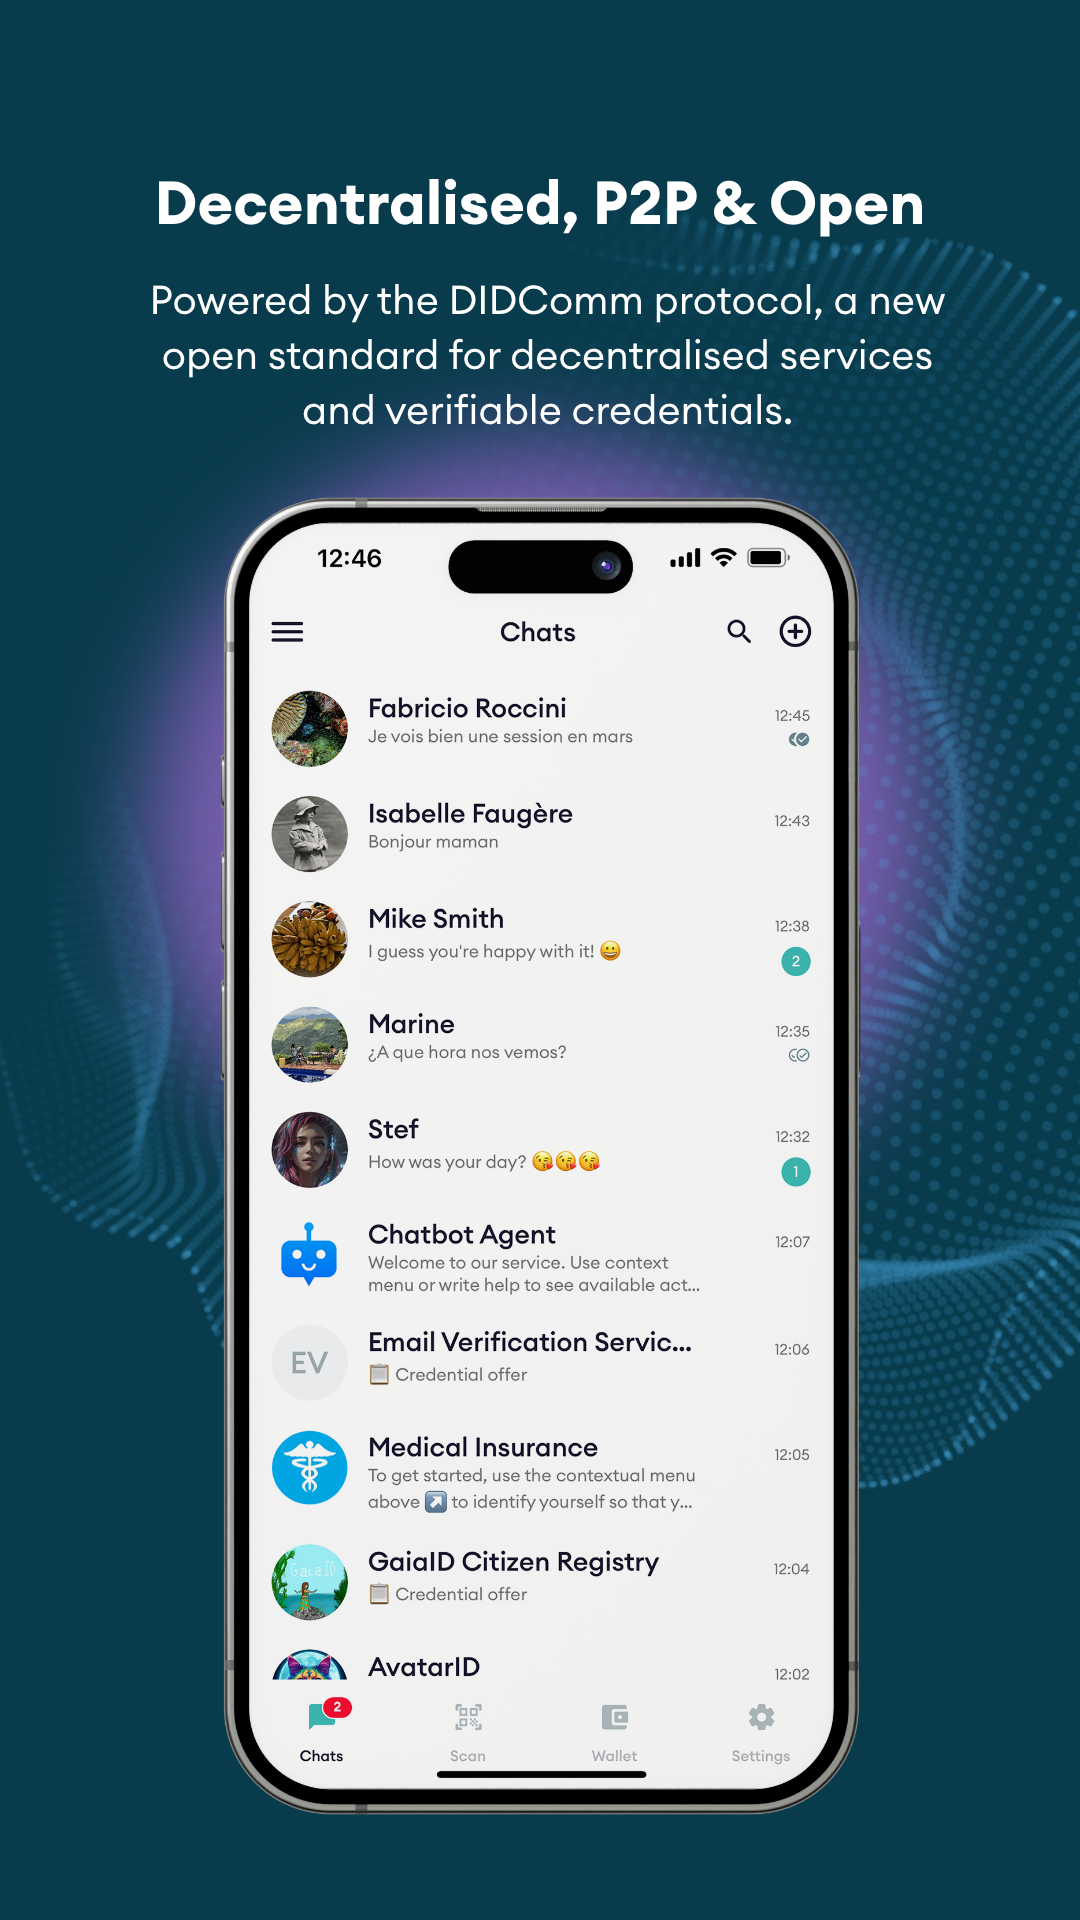 Decentralised, P2P & Open
Powered by the DIDComm protocol, a new
open standard for decentralised services
and verifiable credentials.
12:46
Chats
Fabricio Roccini
12:45
Je vois bien une session en mars
Isabelle Faugère
12:43
Bonjour maman
Mike Smith
12:38
I guess you're happy with it! 😀
2
Marine
12:35
¿A que hora nos vemos?
Stef
12:32
How was your day? 😘😘😘
1
Chatbot Agent
12:07
Welcome to our service. Use context
menu or write help to see available act...
EV
Email Verification Servic...
12:06
📋 Credential offer
Medical Insurance
12:05
To get started, use the contextual menu
above ↗️ to identify yourself so that y...
GaiaID
GaiaID Citizen Registry
12:04
📋 Credential offer
AvatarID
12:02
2
Chats
Scan
Wallet
Settings